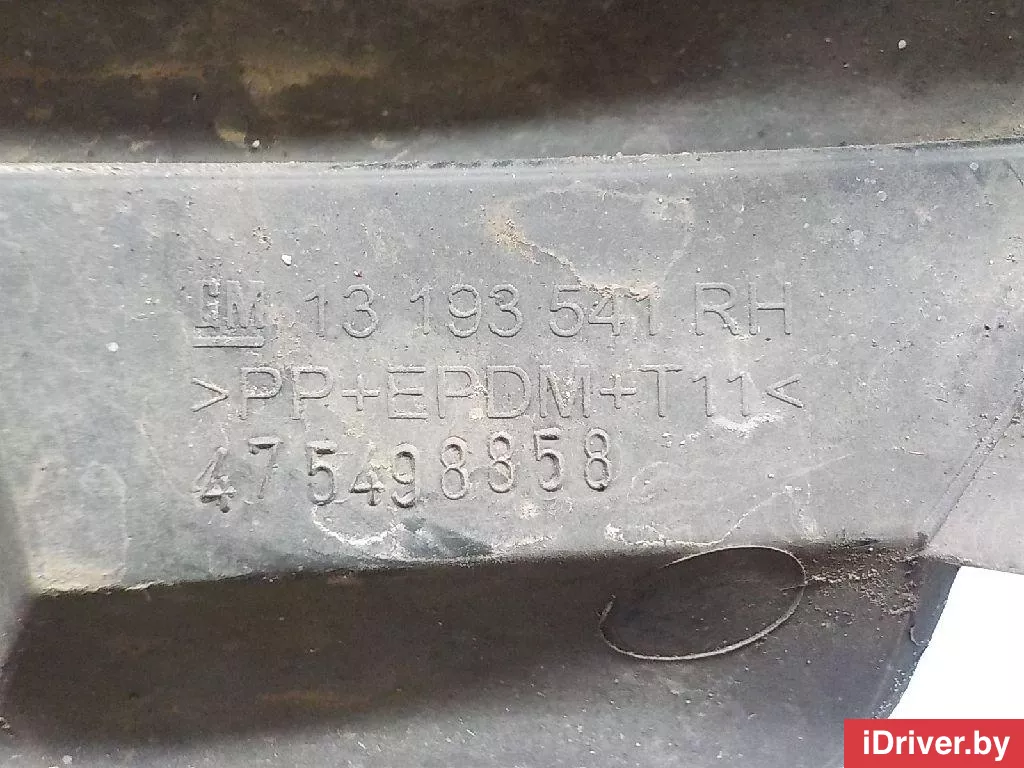 GM 13 193 541 RH
>PP+EPDM+T11<
475498858
iDriver.by